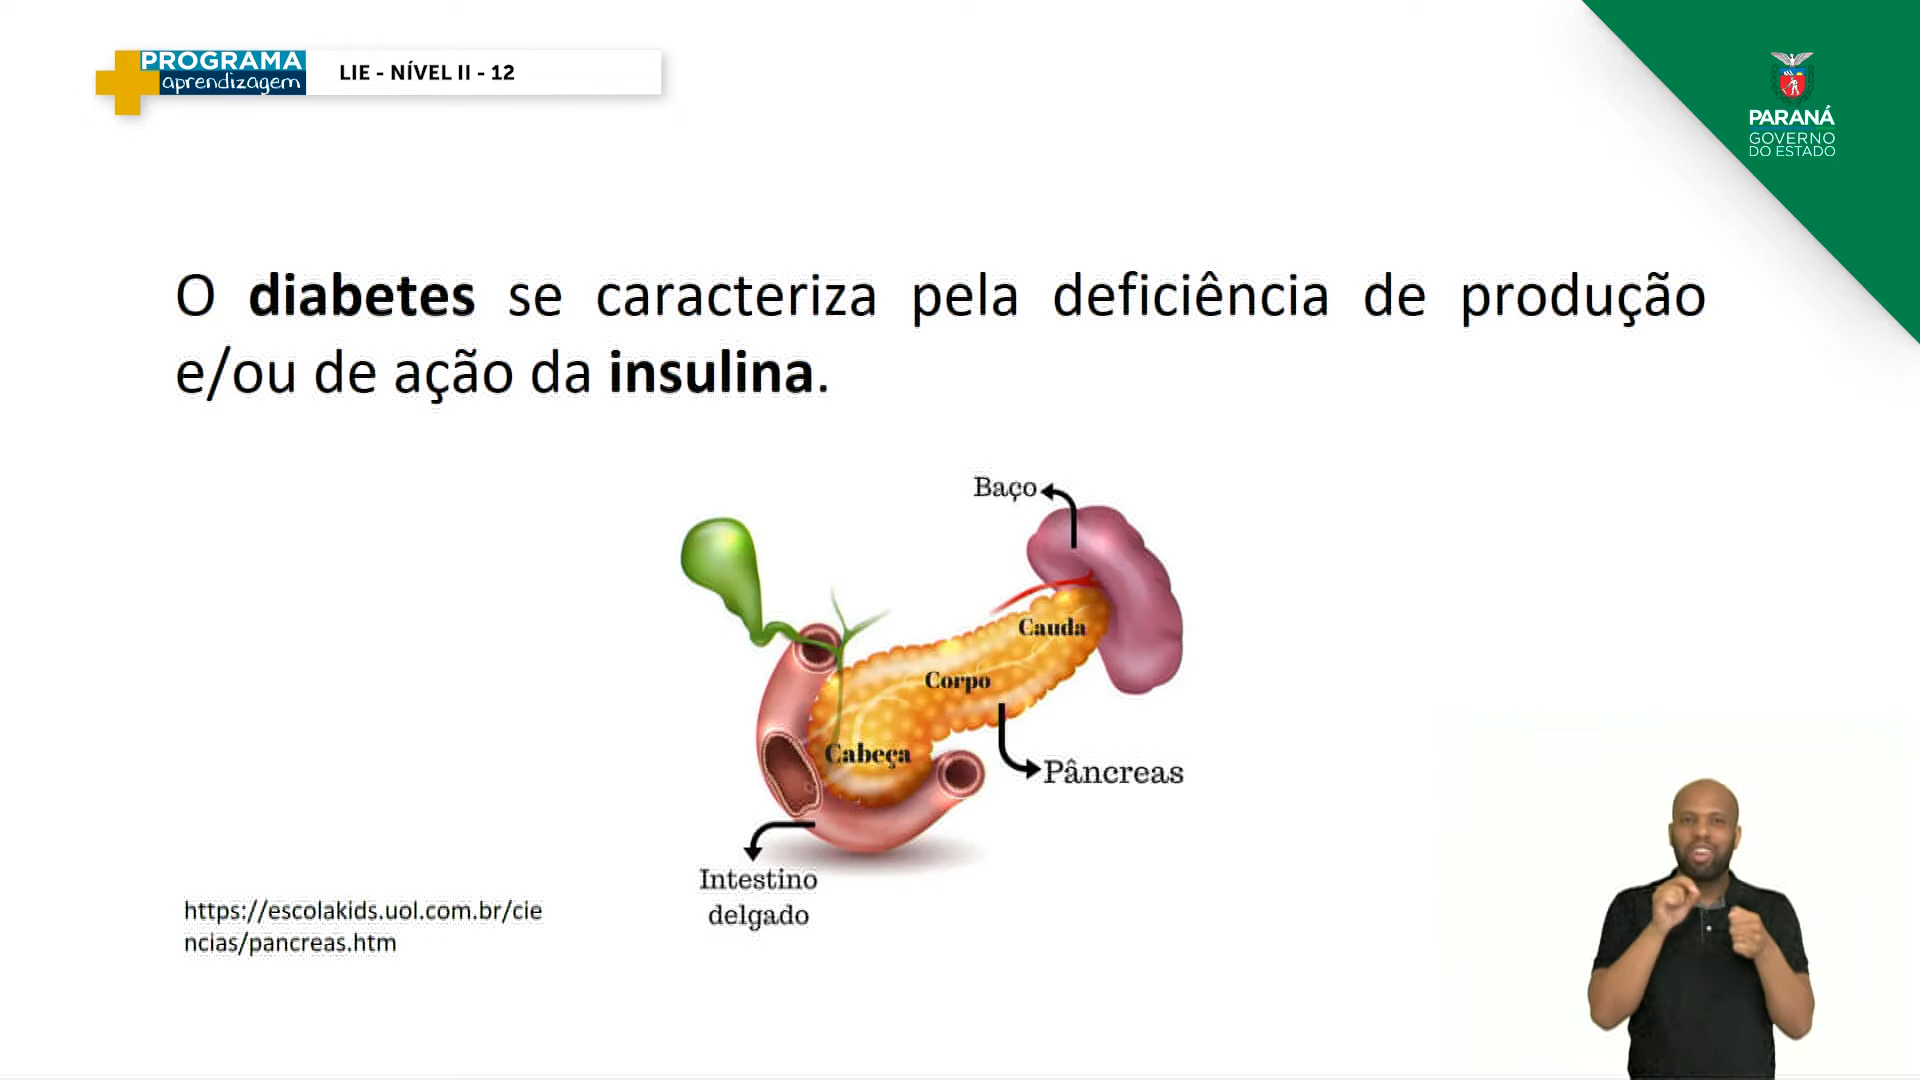 PROGRAMA
aprendizagem
LIE - NÍVEL II - 12
PARANÁ
GOVERNO
DO ESTADO
O diabetes se caracteriza pela deficiência de produção
e/ou de ação da insulina.
Baço
Cauda
Corpo
Cabeça
Pâncreas
Intestino
delgado
https://escolakids.uol.com.br/cie
ncias/pancreas.htm